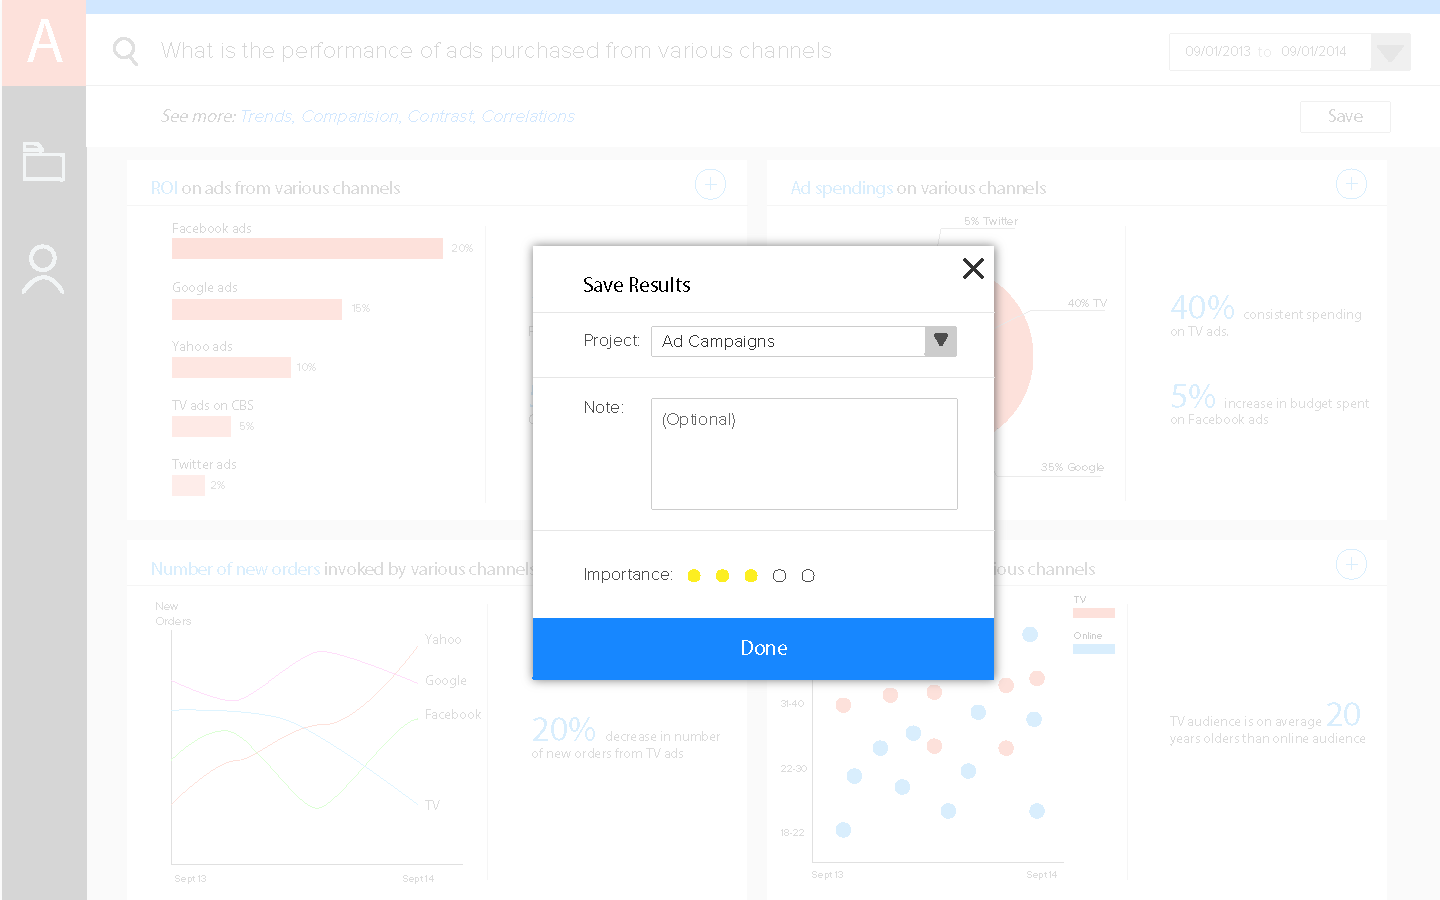 A
What is the performance of ads purchased from various channels
09/01/2013 to 09/01/2014
See more: Trends, Comparision, Contrast, Correlations
Save
ROI on ads from various channels
Facebook ads
20%
Google ads
15%
Yahoo ads
10%
TV ads on CBS
5%
Twitter ads
2%
Ad spendings on various channels
5% Twitter
40% TV
35% Google
40% consistent spending
on TV ads.
5% increase in budget spent
on Facebook ads
Save Results
Project: Ad Campaigns
Note: (Optional)
Importance:
Done
Number of new orders invoked by various channels
New
Orders
Yahoo
Google
Facebook
TV
Sept 13 Sept 14
20% decrease in number
of new orders from TV ads
channels
TV
Online
31-40
22-30
18-22
Sept 13 Sept 14
TV audience is on average 20
years olders than online audience